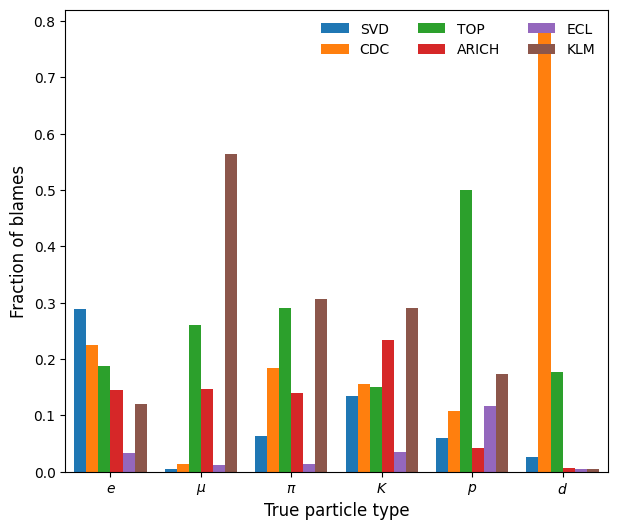 SVD TOP ECL
CDC ARICH KLM
0.8
0.7
0.6
0.5
0.4
0.3
0.2
0.1
0.0
Fraction of blames
e μ π K p d
True particle type